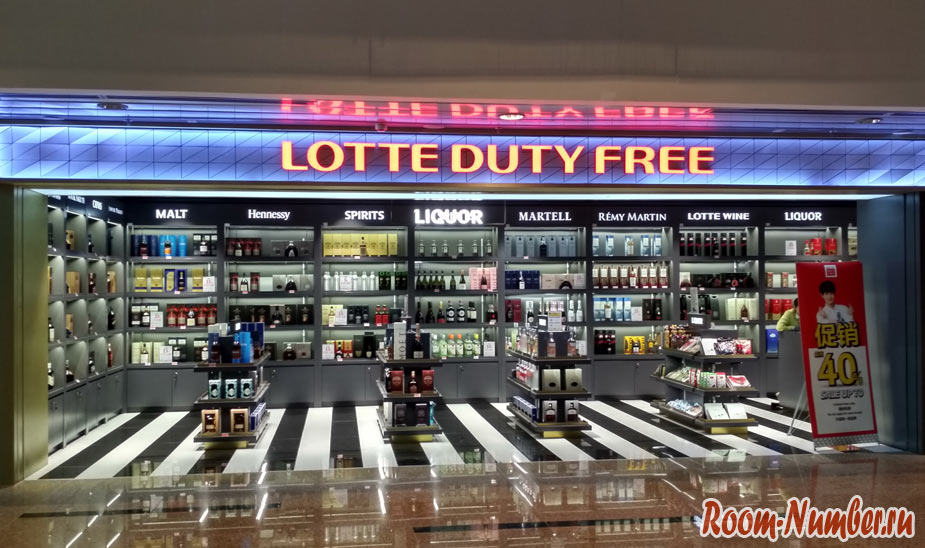 LOTTE DUTY FREE
MALT
Hennessy
SPIRITS
LIQUOR
MARTELL
RÉMY MARTIN
LOTTE WINE
LIQUOR
促销
40%
SALE UP TO
Room-Number.ru